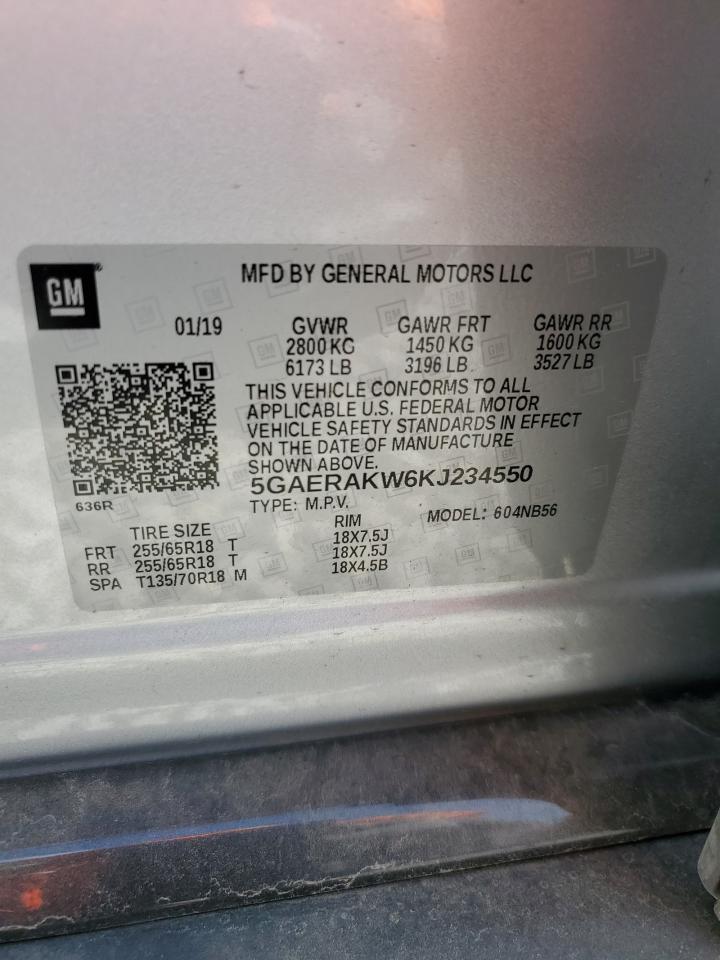 GM®
MFD BY GENERAL MOTORS LLC
01/19 GVWR GAWR FRT GAWR RR
2800 KG 1450 KG 1600 KG
6173 LB 3196 LB 3527 LB
THIS VEHICLE CONFORMS TO ALL
APPLICABLE U.S. FEDERAL MOTOR
VEHICLE SAFETY STANDARDS IN EFFECT
ON THE DATE OF MANUFACTURE
SHOWN ABOVE.
5GAERAKW6KJ234550
636R
TYPE: M.P.V. MODEL: 604NB56
TIRE SIZE RIM
FRT 255/65R18 T 18X7.5J
RR 255/65R18 T 18X7.5J
SPA T135/70R18 M 18X4.5B